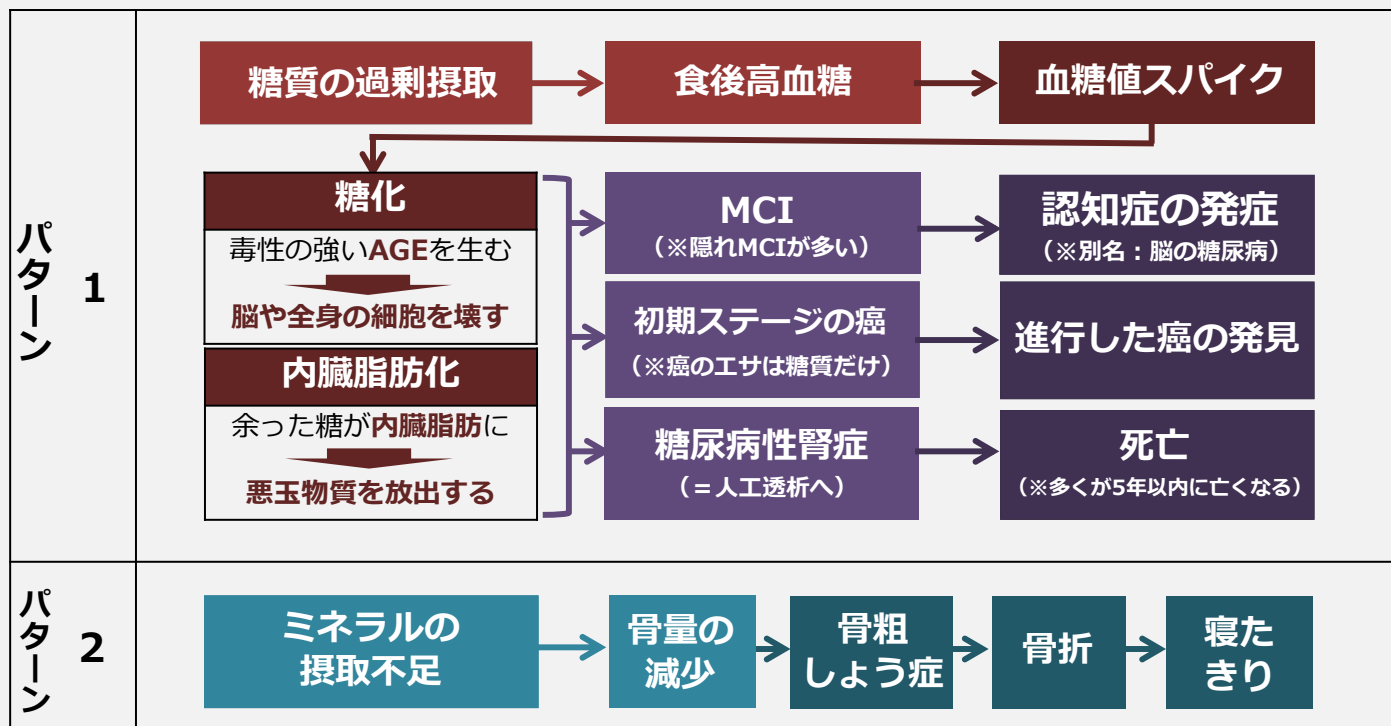 パターン
1
糖質の過剰摂取
食後高血糖
血糖値スパイク
糖化
毒性の強いAGEを生む
脳や全身の細胞を壊す
内臓脂肪化
余った糖が内臓脂肪に
悪玉物質を放出する
MCI
（※隠れMCIが多い）
認知症の発症
（※別名：脳の糖尿病）
初期ステージの癌
（※癌のエサは糖質だけ）
進行した癌の発見
糖尿病性腎症
（＝人工透析へ）
死亡
（※多くが5年以内に亡くなる）
パターン
2
ミネラルの
摂取不足
骨量の
減少
骨粗
しょう症
骨折
寝た
きり